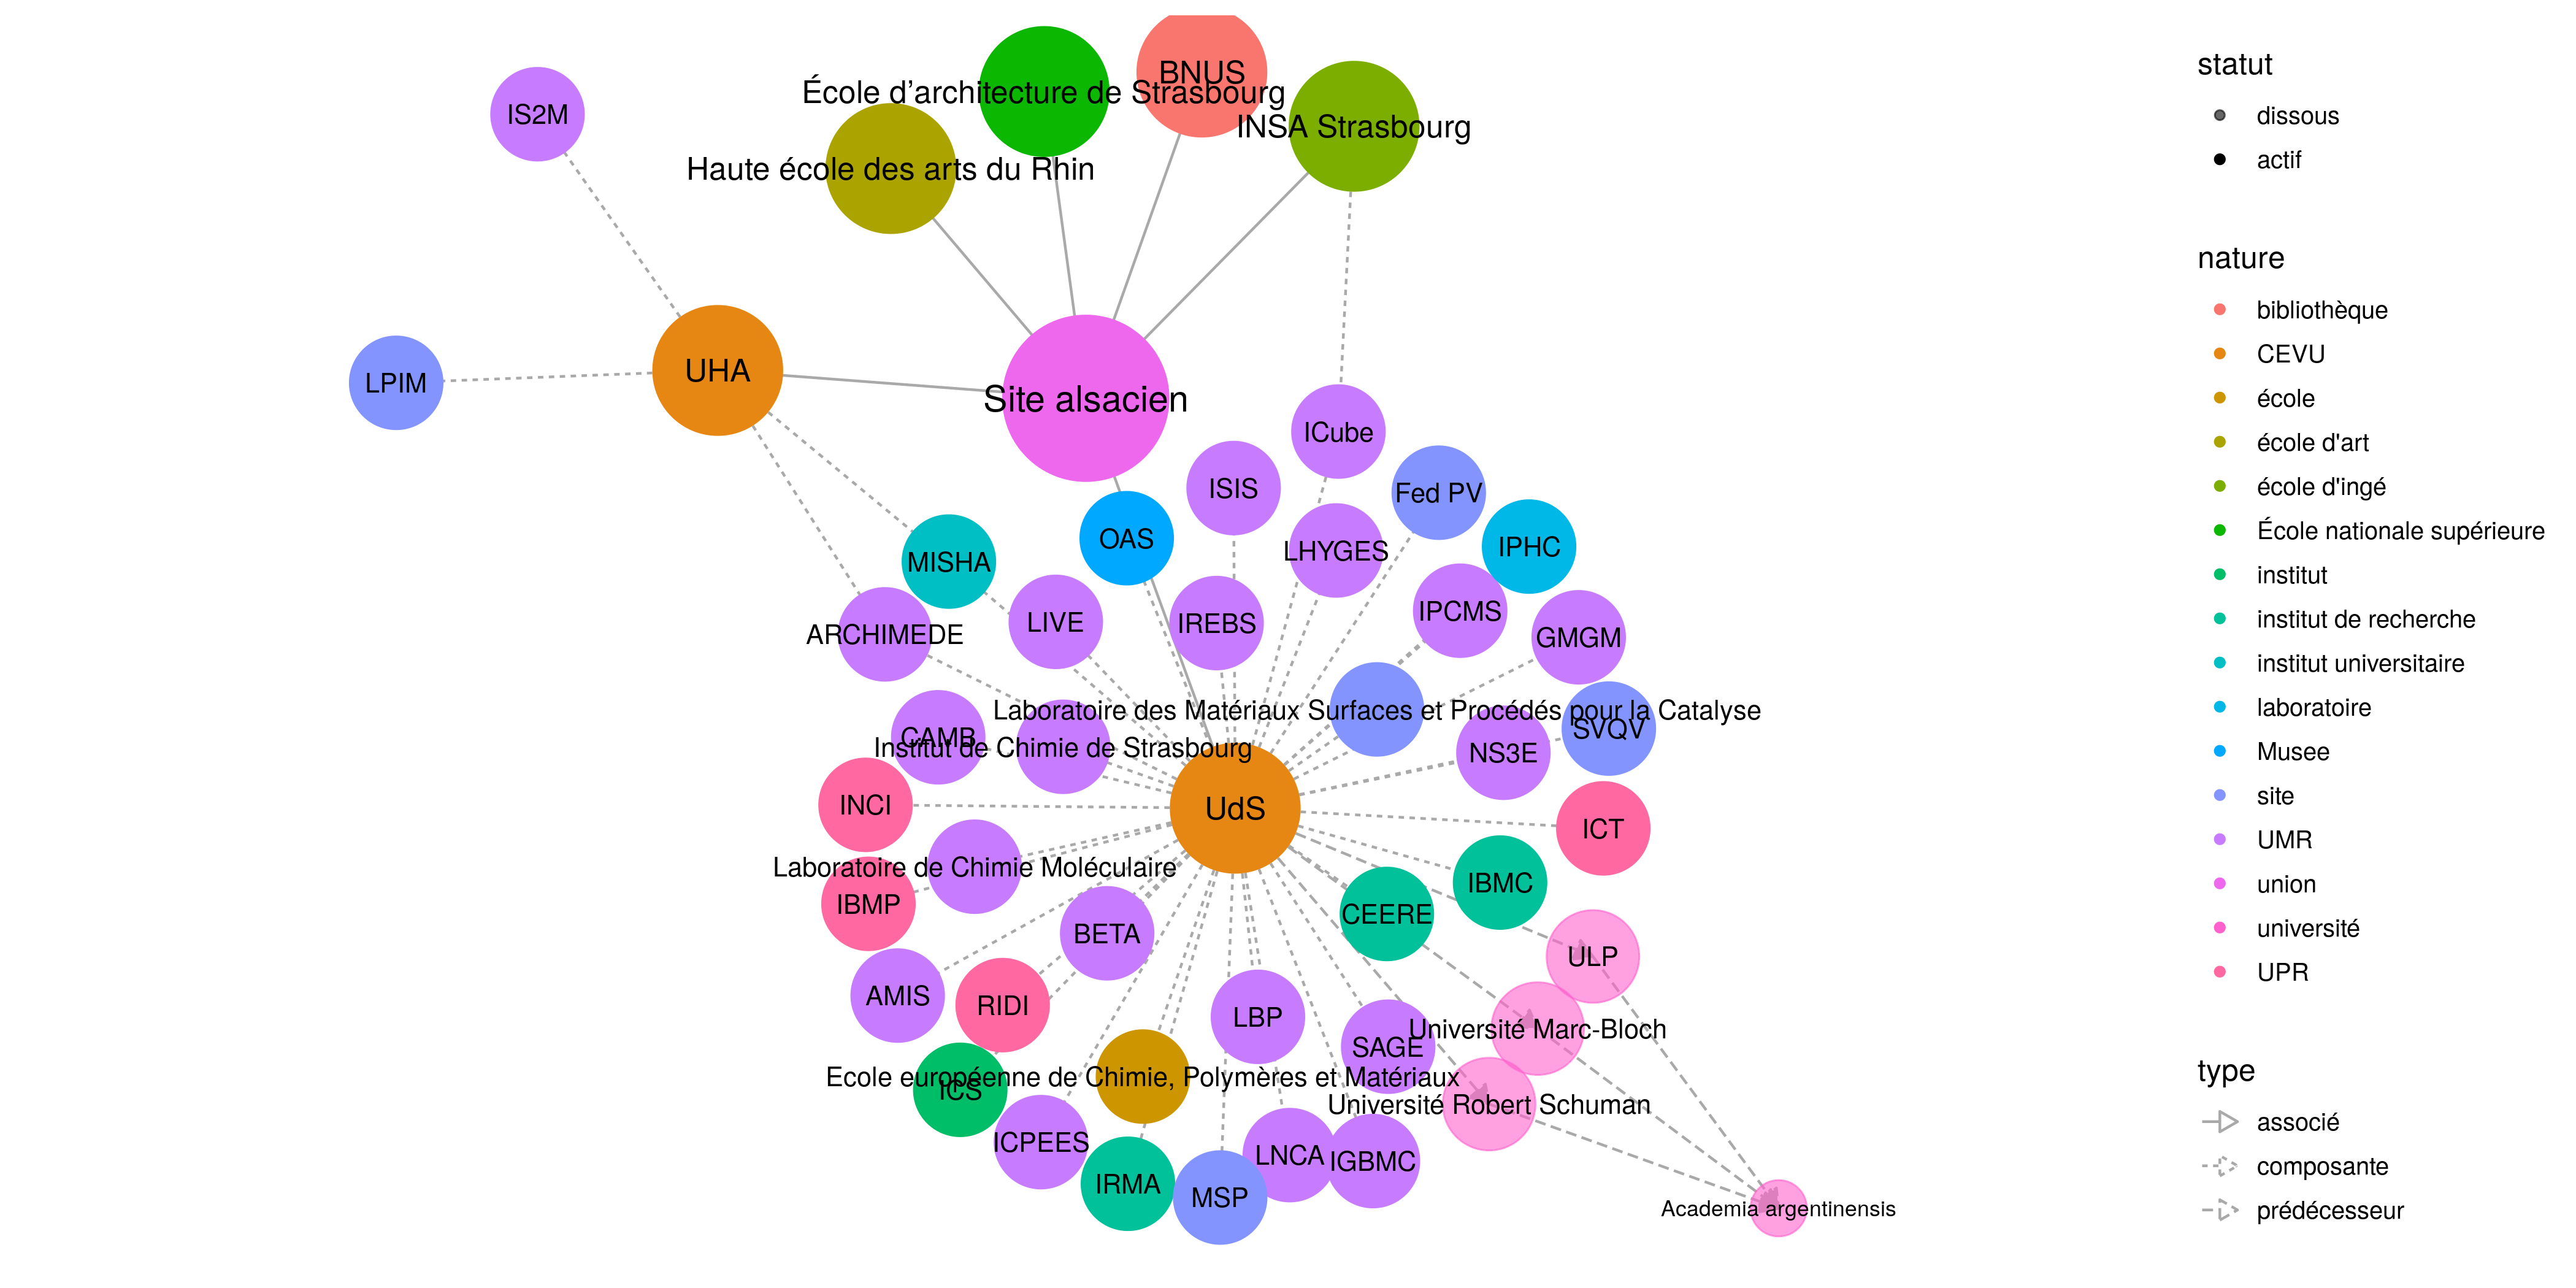 BNUS
École d’architecture de Strasbourg
IS2M
INSA Strasbourg
Haute école des arts du Rhin
UHA
LPIM
Site alsacien
ICube
ISIS
Fed PV
OAS
LHYGES
IPHC
MISHA
LIVE
IREBS
IPCMS
ARCHIMEDE
GMGM
Laboratoire des Matériaux Surfaces et Procédés pour la Catalyse
SVQV
CAMB
Institut de Chimie de Strasbourg
NS3E
INCI
UdS
ICT
Laboratoire de Chimie Moléculaire
IBMC
IBMP
CEERE
BETA
ULP
AMIS
RIDI
LBP
Université Marc-Bloch
SAGE
Ecole européenne de Chimie, Polymères et Matériaux
ICS
Université Robert Schuman
ICPEES
LNCA
IGBMC
IRMA
MSP
Academia argentinensis
statut
dissous
actif
nature
bibliothèque
CEVU
école
école d'art
école d'ingé
École nationale supérieure
institut
institut de recherche
institut universitaire
laboratoire
Musee
site
UMR
union
université
UPR
type
associé
composante
prédécesseur